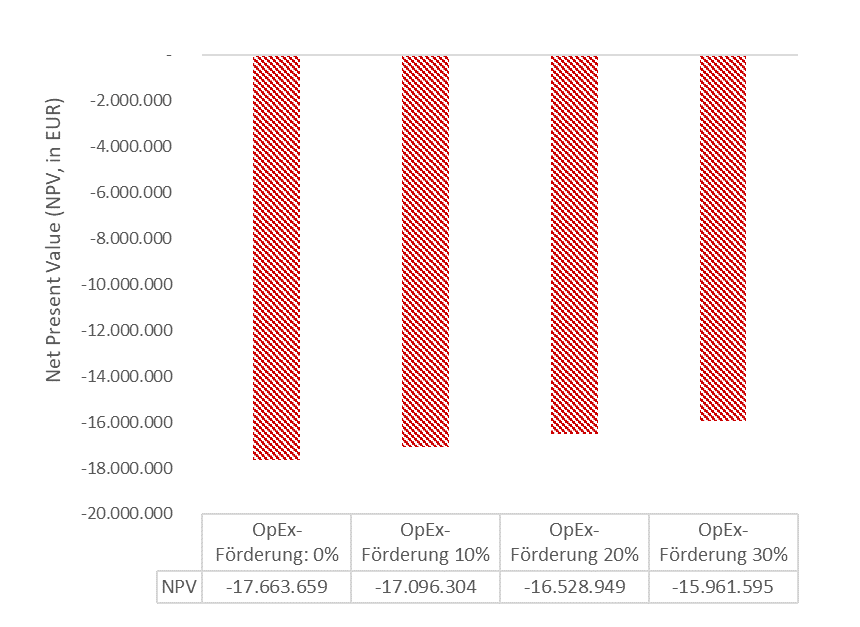 Net Present Value (NPV, in EUR)
-
-2.000.000
-4.000.000
-6.000.000
-8.000.000
-10.000.000
-12.000.000
-14.000.000
-16.000.000
-18.000.000
-20.000.000
OpEx-
Förderung: 0%
OpEx-
Förderung 10%
OpEx-
Förderung 20%
OpEx-
Förderung 30%
NPV -17.663.659 -17.096.304 -16.528.949 -15.961.595